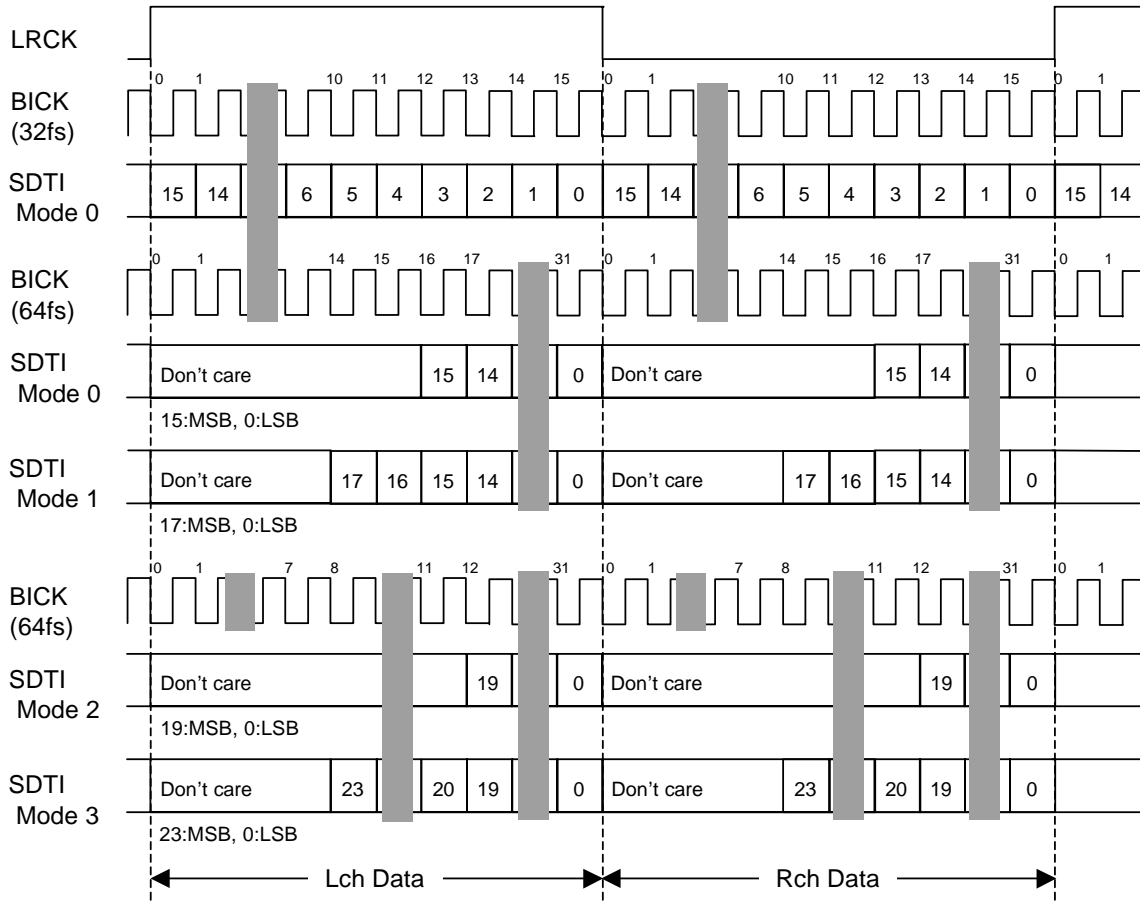 LRCK
0 1 10 11 12 13 14 15 0 1 10 11 12 13 14 15 0 1
BICK
(32fs)
SDTI
Mode 0
15 14 6 5 4 3 2 1 0 15 14 6 5 4 3 2 1 0 15 14
0 1 14 15 16 17 31 0 1 14 15 16 17 31 0 1
BICK
(64fs)
SDTI
Mode 0
Don't care 15 14 0 Don't care 15 14 0
15:MSB, 0:LSB
SDTI
Mode 1
Don't care 17 16 15 14 0 Don't care 17 16 15 14 0
17:MSB, 0:LSB
0 1 7 8 11 12 31 0 1 7 8 11 12 31 0 1
BICK
(64fs)
SDTI
Mode 2
Don't care 19 0 Don't care 19 0
19:MSB, 0:LSB
SDTI
Mode 3
Don't care 23 20 19 0 Don't care 23 20 19 0
23:MSB, 0:LSB
Lch Data Rch Data